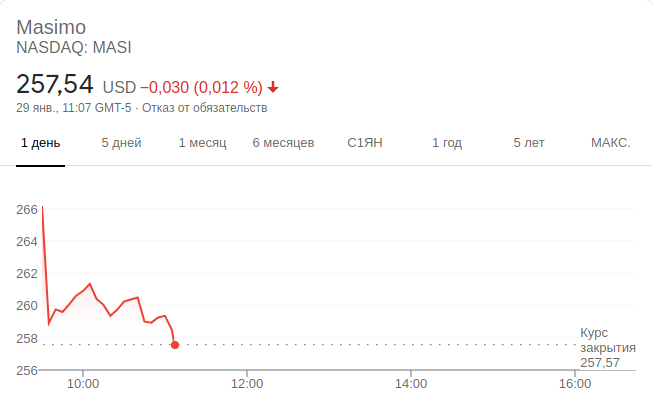 Masimo
NASDAQ: MASI
257,54 USD −0,030 (0,012 %)
29 янв., 11:07 GMT-5 · Отказ от обязательств
1 день 5 дней 1 месяц 6 месяцев С1ЯН 1 год 5 лет МАКС.
266
264
262
260
258
256
Курс
закрытия
257,57
10:00 12:00 14:00 16:00